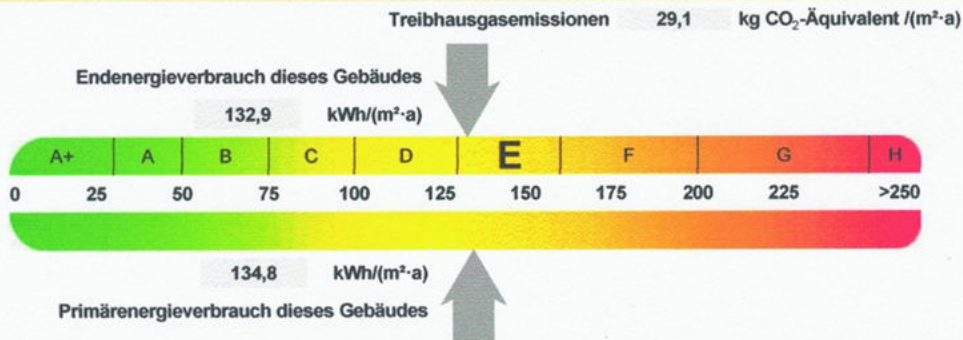 Treibhausgasemissionen 29,1 kg CO₂-Äquivalent /(m²·a)
Endenergieverbrauch dieses Gebäudes
132,9 kWh/(m²·a)
A+ A B C D E F G H
0 25 50 75 100 125 150 175 200 225 >250
134,8 kWh/(m²·a)
Primärenergieverbrauch dieses Gebäudes